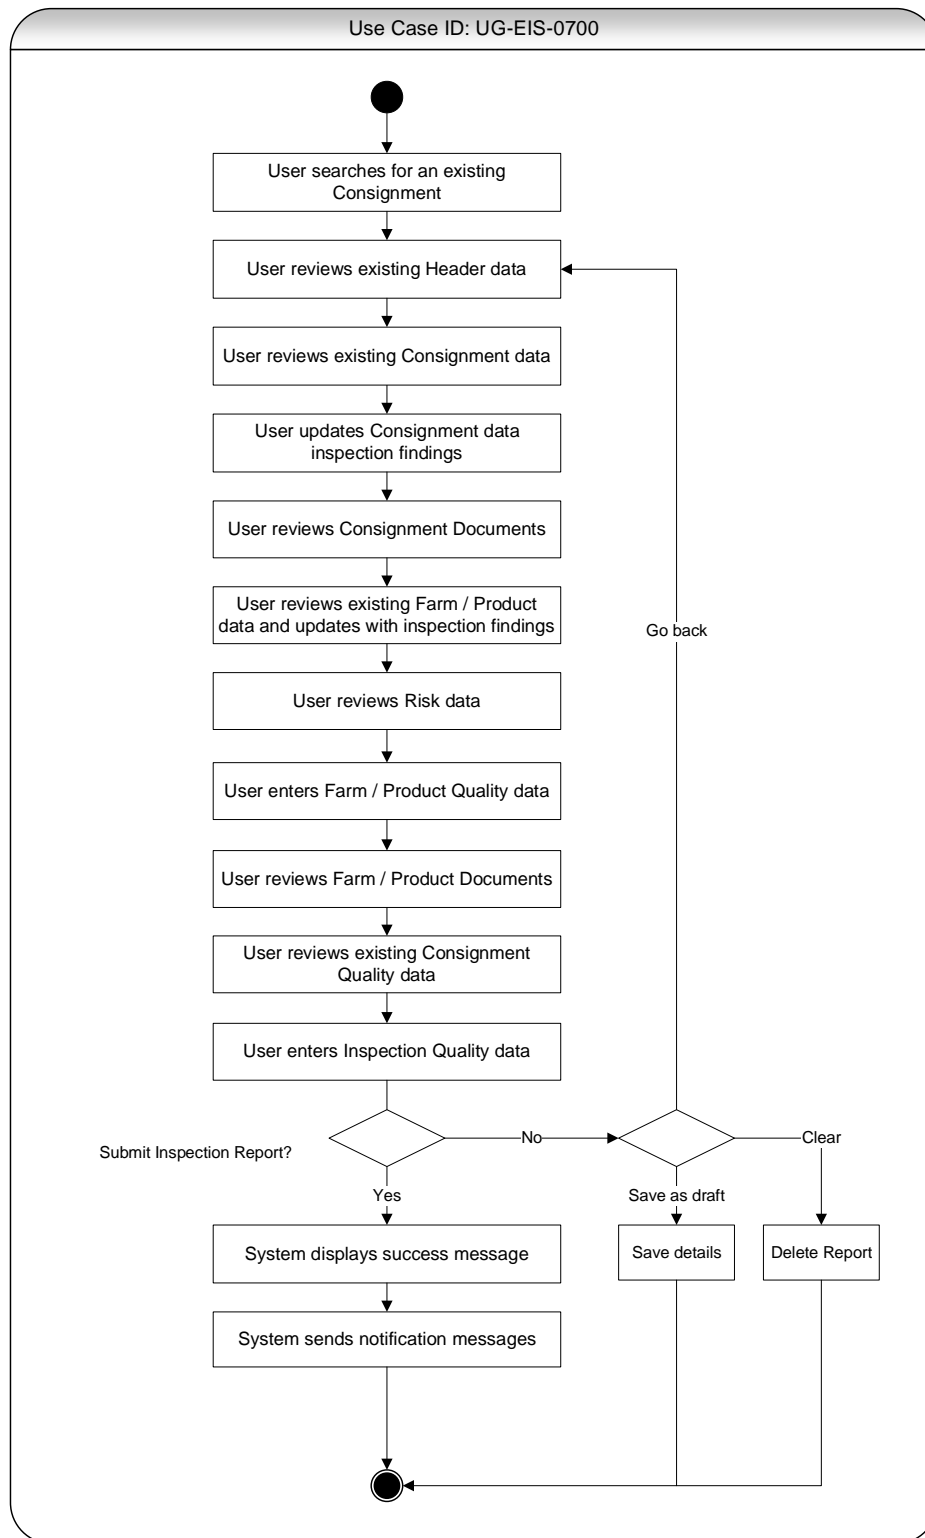 Use Case ID: UG-EIS-0700
User searches for an existing
Consignment
User reviews existing Header data
User reviews existing Consignment data
User updates Consignment data
inspection findings
User reviews Consignment Documents
User reviews existing Farm / Product
data and updates with inspection findings
Go back
User reviews Risk data
User enters Farm / Product Quality data
User reviews Farm / Product Documents
User reviews existing Consignment
Quality data
User enters Inspection Quality data
Submit Inspection Report?
No
Clear
Yes
Save as draft
System displays success message
Save details
Delete Report
System sends notification messages